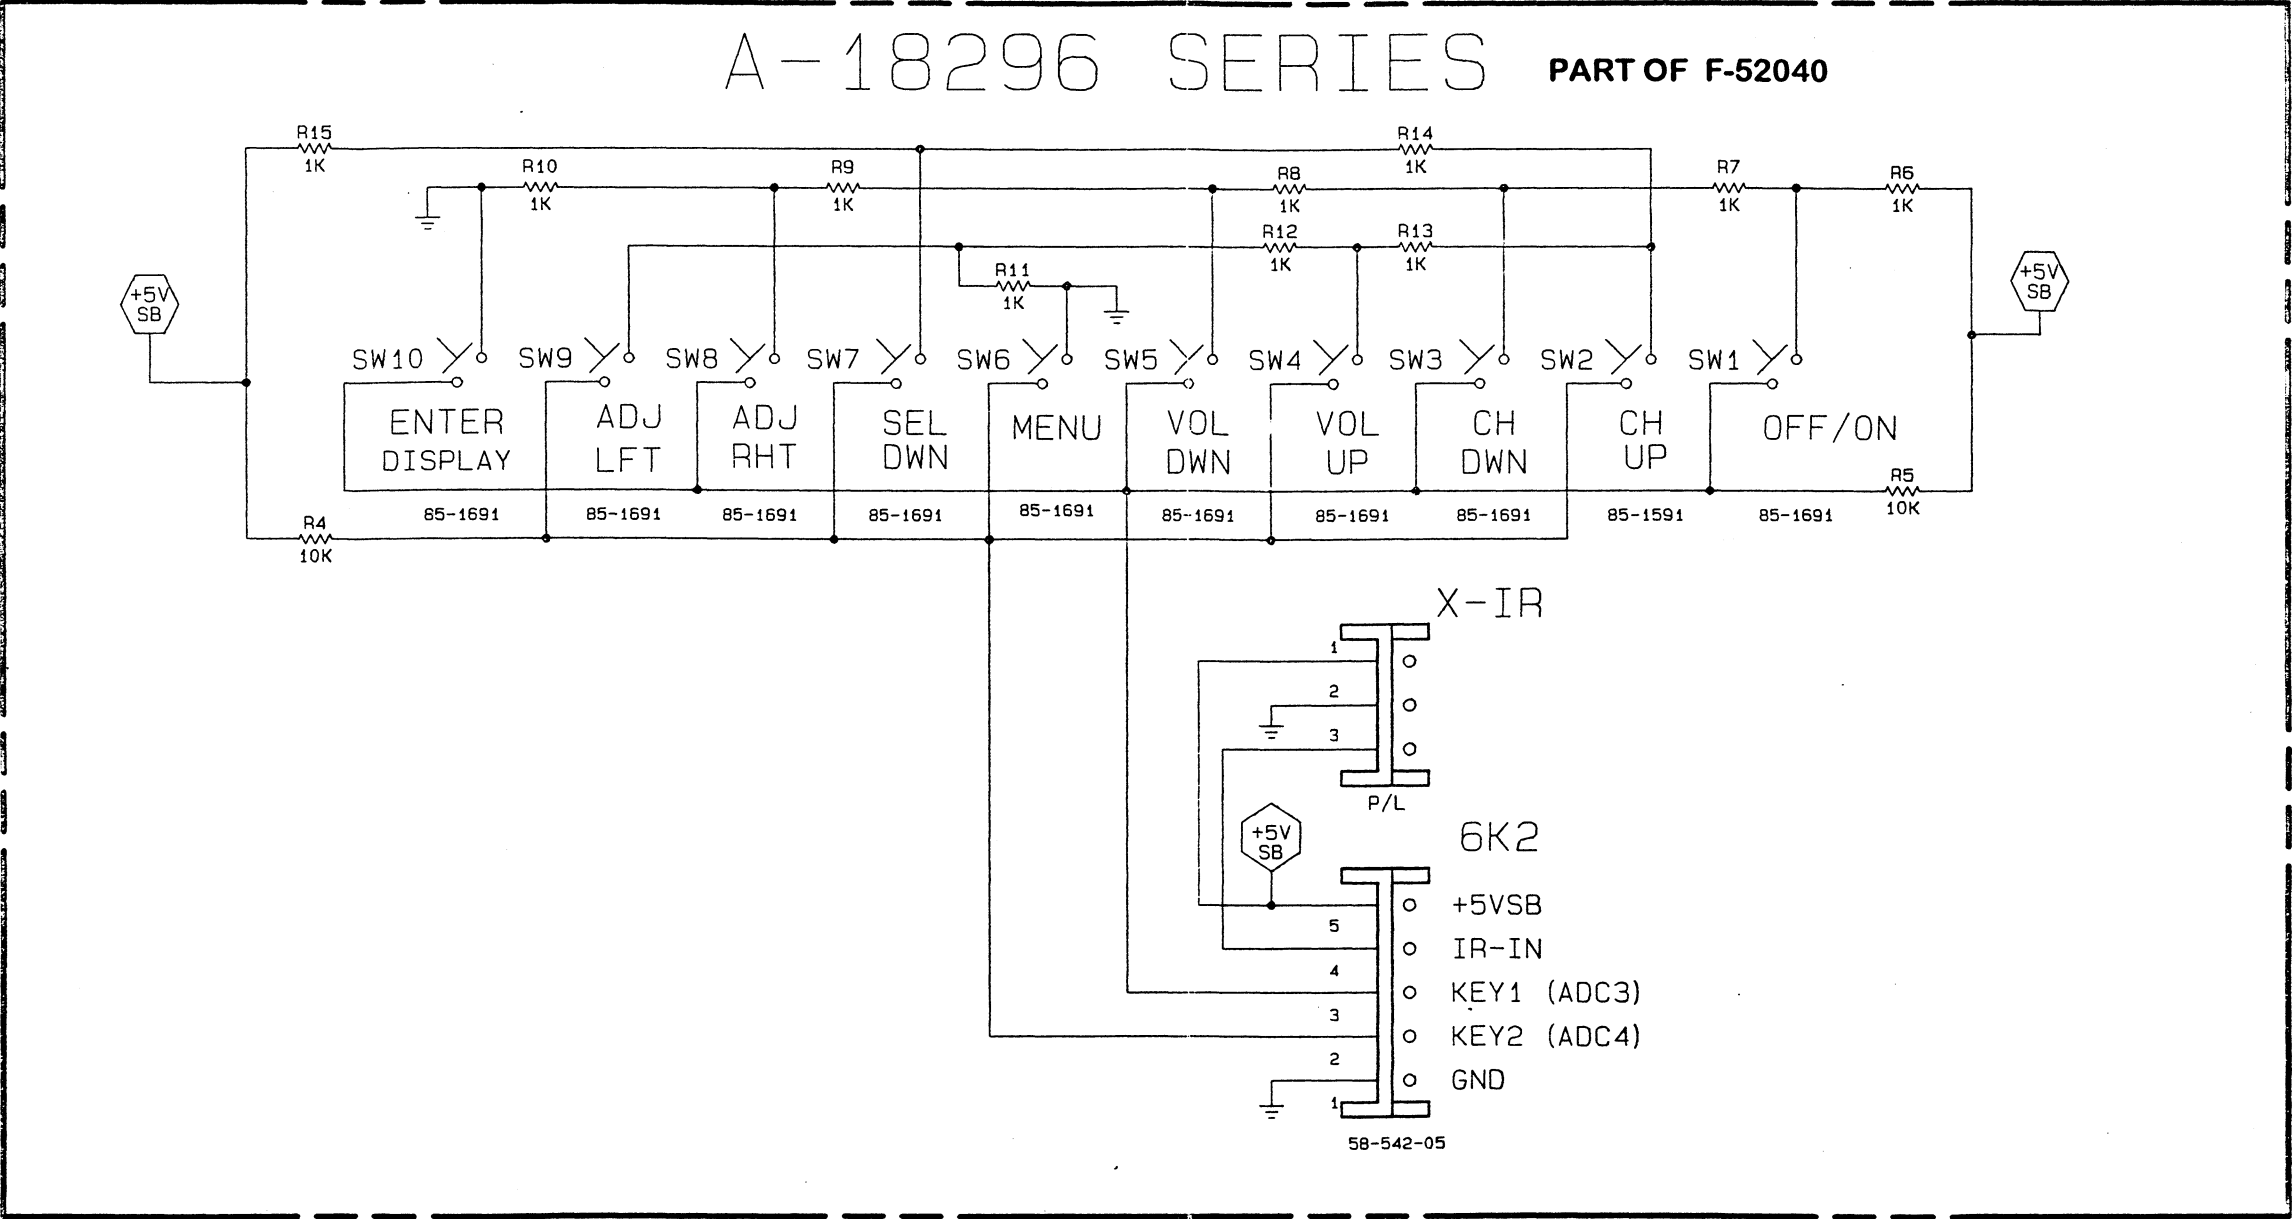 A-18296 SERIES PART OF F-52040
R15
1K
R14
1K
R10
1K
R9
1K
R8
1K
R7
1K
R6
1K
R12
1K
R13
1K
R11
1K
+5V
SB
+5V
SB
SW10
SW9
SW8
SW7
SW6
SW5
SW4
SW3
SW2
SW1
ENTER
DISPLAY
ADJ
LFT
ADJ
RHT
SEL
DWN
MENU
VOL
DWN
VOL
UP
CH
DWN
CH
UP
OFF/ON
85-1691
85-1691
85-1691
85-1691
85-1691
85-1691
85-1691
85-1691
85-1591
85-1691
R5
10K
R4
10K
X-IR
1
2
3
P/L
+5V
SB
6K2
+5VSB
5
IR-IN
4
KEY1 (ADC3)
3
KEY2 (ADC4)
2
GND
1
58-542-05